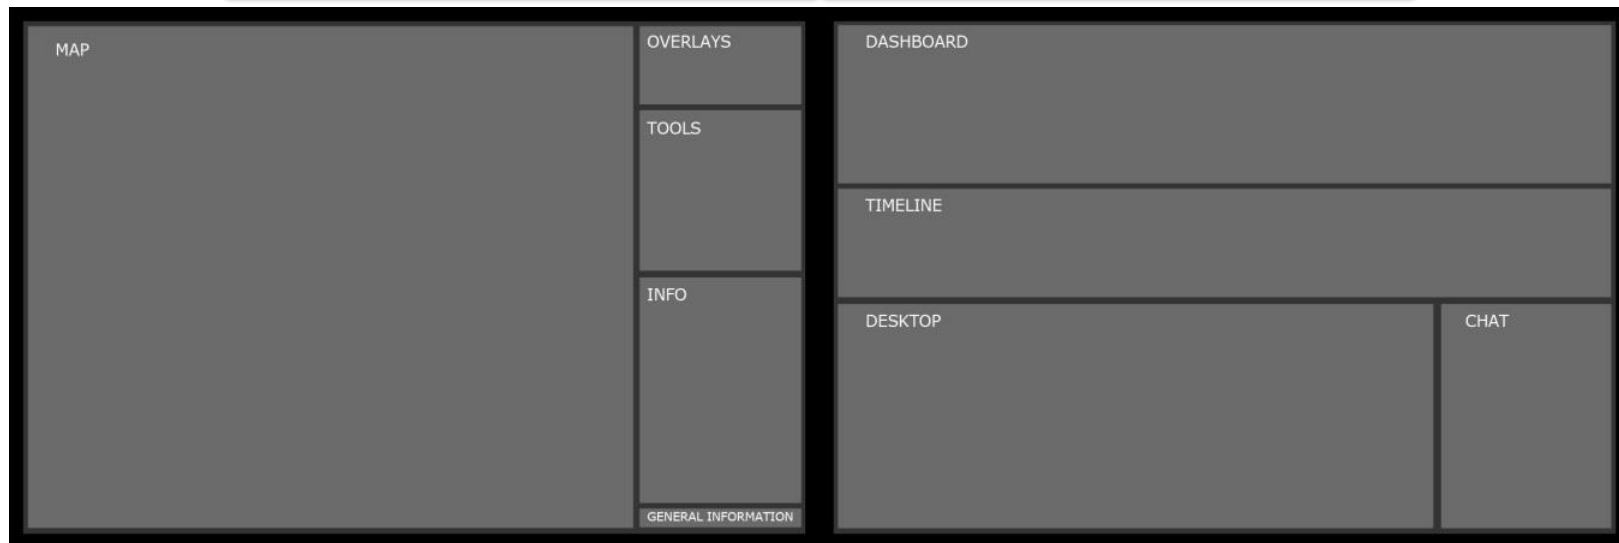 MAP
OVERLAYS
TOOLS
INFO
GENERAL INFORMATION
DASHBOARD
TIMELINE
DESKTOP
CHAT